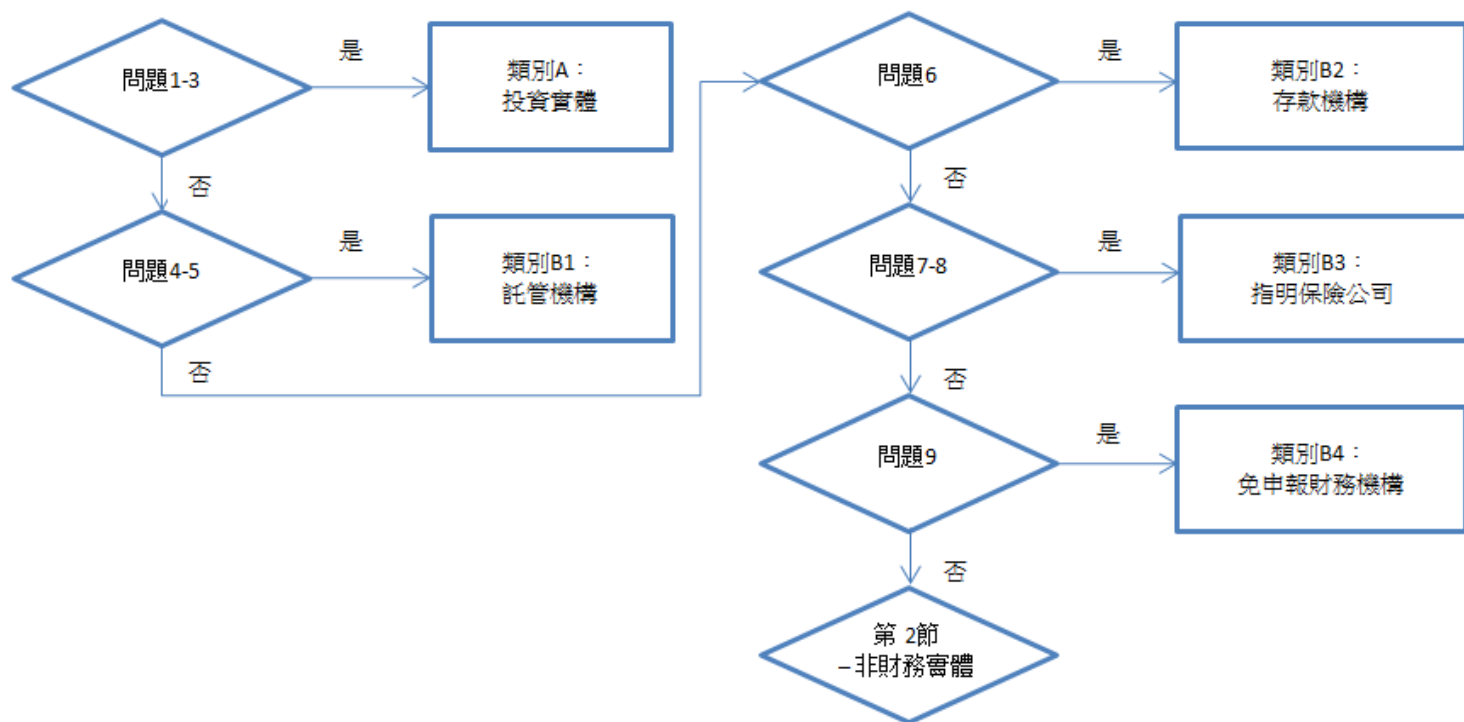 問題1-3
是
類別A：
投資實體
否
問題4-5
是
類別B1：
託管機構
否
問題6
是
類別B2：
存款機構
否
問題7-8
是
類別B3：
指明保險公司
否
問題9
是
類別B4：
免申報財務機構
否
第 2節
–非財務實體